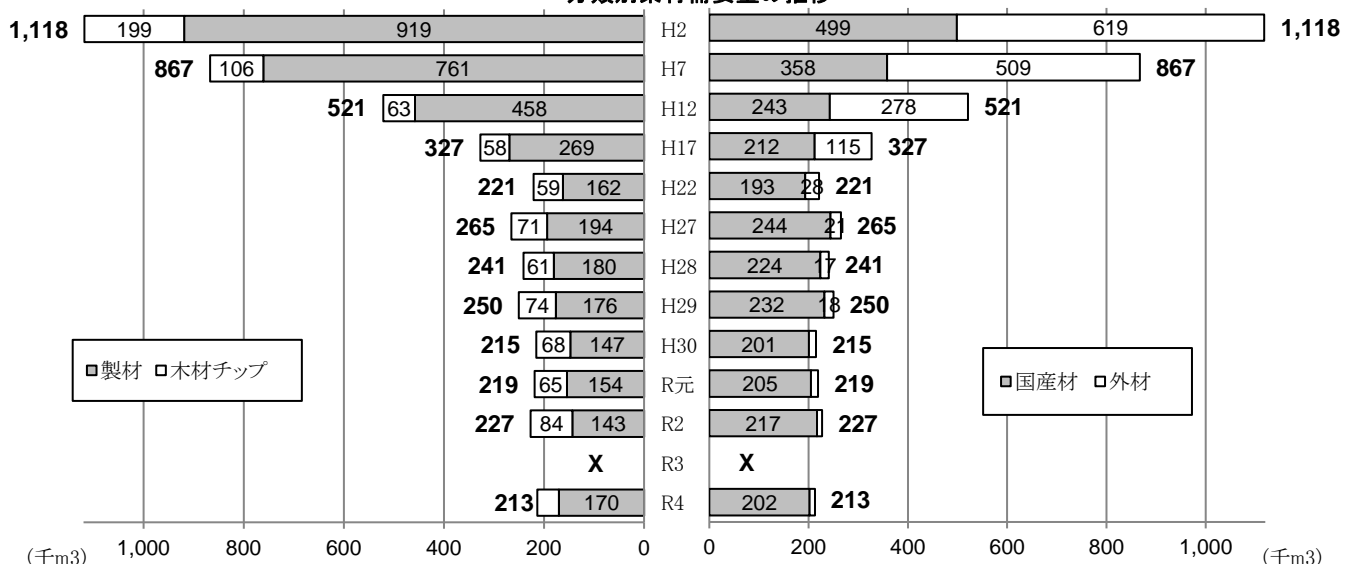 1,118 199 919 H2 499 619 1,118
867 106 761 H7 358 509 867
521 63 458 H12 243 278 521
327 58 269 H17 212 115 327
221 59 162 H22 193 28 221
265 71 194 H27 244 21 265
241 61 180 H28 224 17 241
250 74 176 H29 232 18 250
215 68 147 H30 201 215
■製材 □木材チップ
■国産材 □外材
219 65 154 R元 205 219
227 84 143 R2 217 227
X R3 X
213 170 R4 202 213
(千m3) 1,000 800 600 400 200 0 0 200 400 600 800 1,000 (千m3)